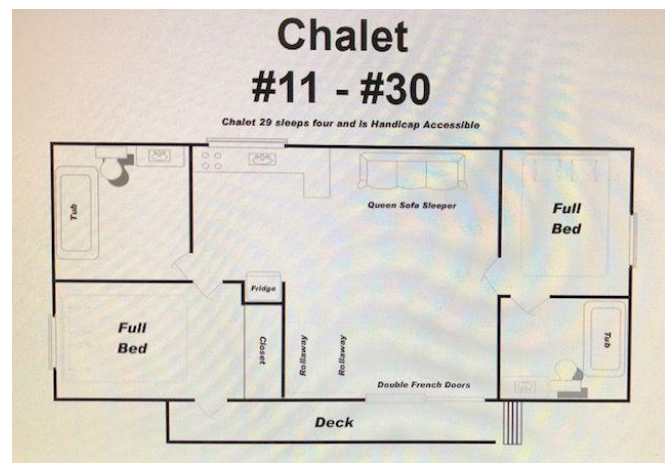 Chalet
#11 - #30
Chalet 29 sleeps four and is Handicap Accessible
Tub
Queen Sofa Sleeper
Full
Bed
Fridge
Full
Bed
Closet
Rollaway
Rollaway
Tub
Double French Doors
Deck